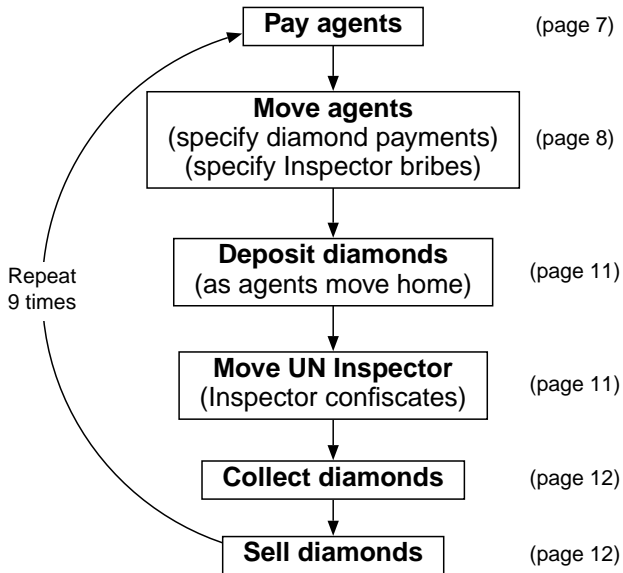 Pay agents
(page 7)
Move agents
(specify diamond payments)
(specify Inspector bribes)
(page 8)
Deposit diamonds
(as agents move home)
(page 11)
Repeat
9 times
Move UN Inspector
(Inspector confiscates)
(page 11)
Collect diamonds
(page 12)
Sell diamonds
(page 12)